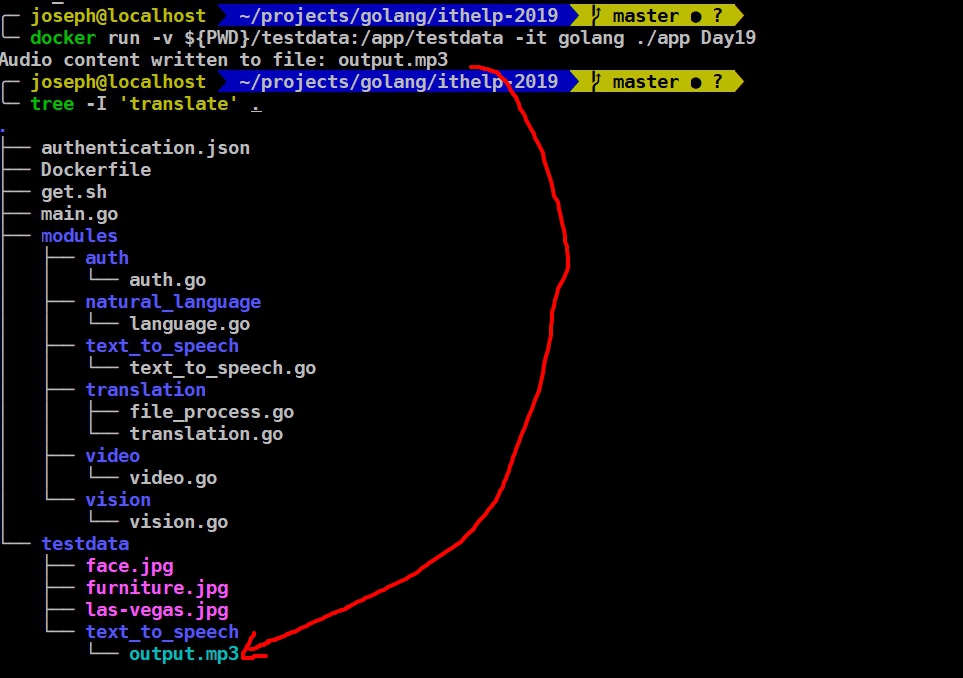 joseph@localhost ~/projects/golang/ithelp-2019 master ● ?
docker run -v ${PWD}/testdata:/app/testdata -it golang ./app Day19
Audio content written to file: output.mp3
joseph@localhost ~/projects/golang/ithelp-2019 master ● ?
tree -I 'translate' .
.
├── authentication.json
├── Dockerfile
├── get.sh
├── main.go
├── modules
│   ├── auth
│   │   └── auth.go
│   ├── natural_language
│   │   └── language.go
│   ├── text_to_speech
│   │   └── text_to_speech.go
│   ├── translation
│   │   ├── file_process.go
│   │   └── translation.go
│   ├── video
│   │   └── video.go
│   └── vision
│       └── vision.go
└── testdata
    ├── face.jpg
    ├── furniture.jpg
    ├── las-vegas.jpg
    └── text_to_speech
        └── output.mp3